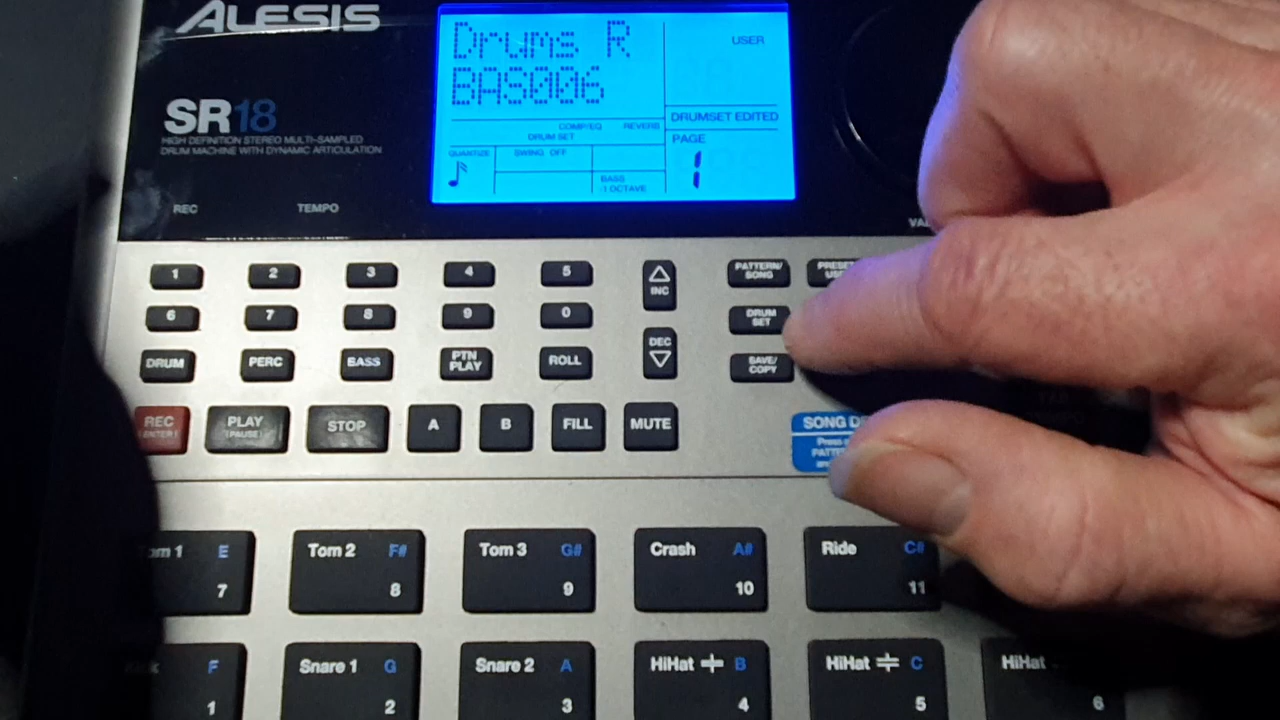 ALESIS
Drums R
BAS006
USER
DRUMSET EDITED
COMP/EQ REVERB
DRUM SET
PAGE
1
QUANTIZE
SWING OFF
BASS
-1 OCTAVE
SR18
HIGH DEFINITION STEREO MULTI-SAMPLED
DRUM MACHINE WITH DYNAMIC ARTICULATION
REC TEMPO
1 2 3 4 5
INC
PATTERN/
SONG
6 7 8 9 0
DRUM
SET
DRUM PERC BASS
PTN
PLAY
ROLL
DEC
SAVE/
COPY
REC
(ENTER)
PLAY
(PAUSE)
STOP A B FILL MUTE
SONG
Tom 2 F#
8
Tom 3 G#
9
Crash A#
10
Ride C#
11
E
7
F
1
Snare 1 G
2
Snare 2 A
3
HiHat B
4
HiHat C
5
HiHat
6